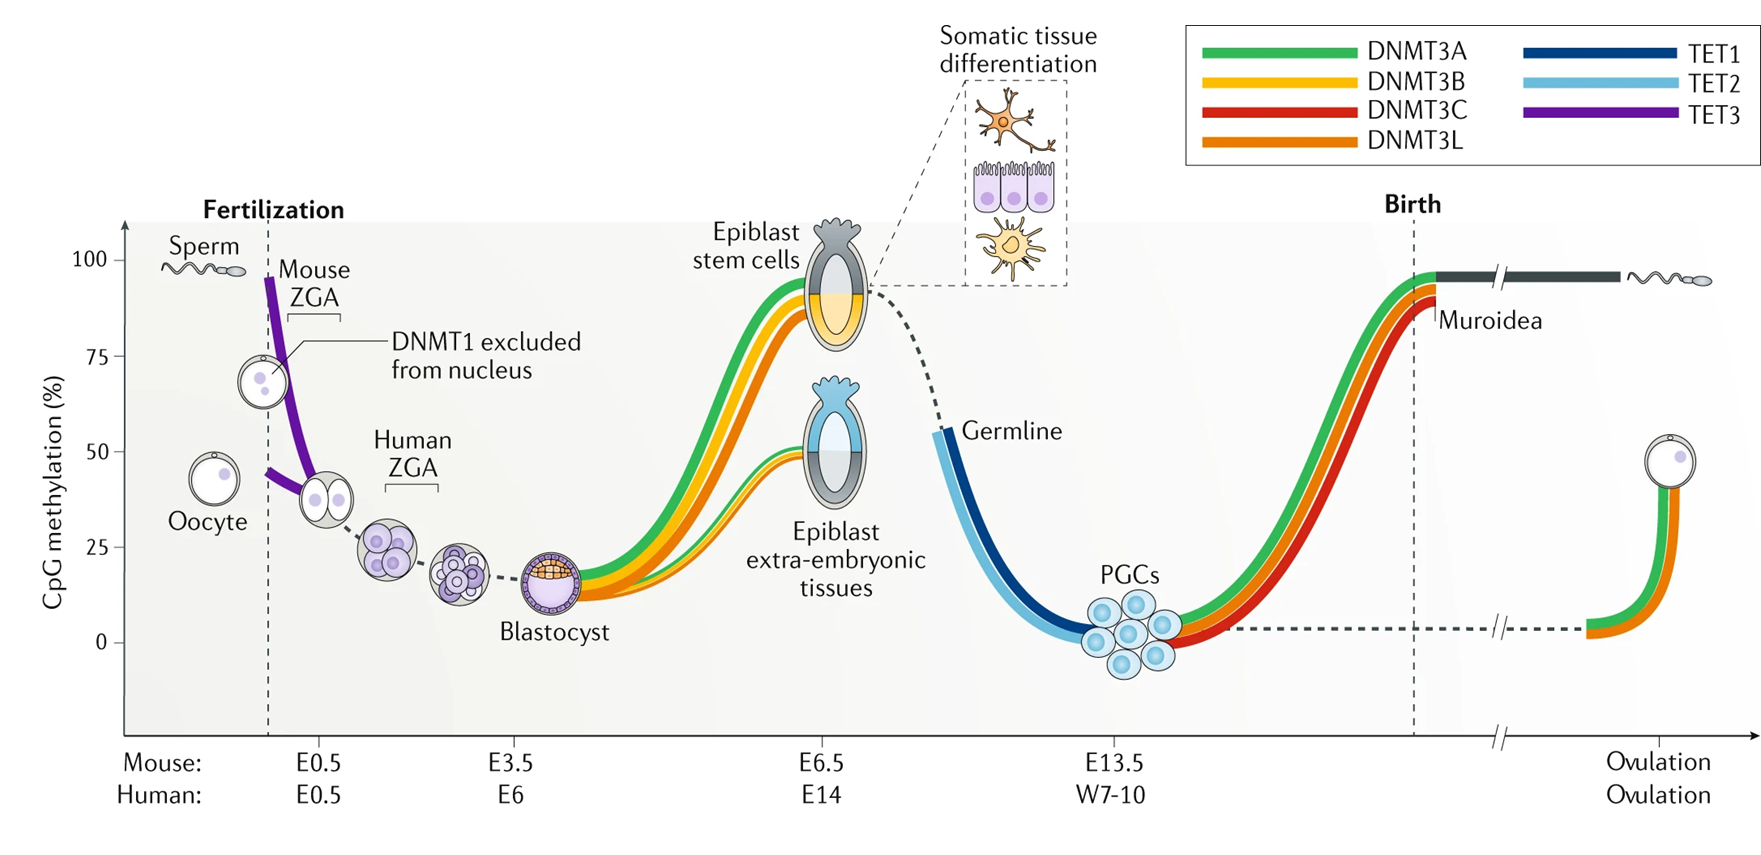 Somatic tissue
differentiation
DNMT3A
DNMT3B
DNMT3C
DNMT3L
TET1
TET2
TET3
Fertilization
Birth
Sperm
Mouse
ZGA
DNMT1 excluded
from nucleus
Human
ZGA
Oocyte
Blastocyst
Epiblast
stem cells
Epiblast
extra-embryonic
tissues
Germline
PGCs
Muroidea
CpG methylation (%)
100
75
50
25
0
Mouse: E0.5 E3.5 E6.5 E13.5 Ovulation
Human: E0.5 E6 E14 W7-10 Ovulation